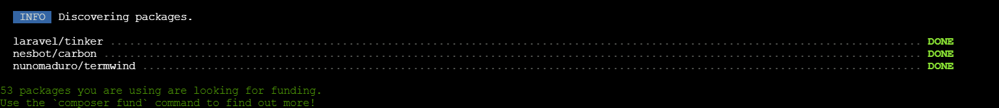 INFO Discovering packages.
laravel/tinker ........................................................................................................................... DONE
nesbot/carbon ............................................................................................................................ DONE
nunomaduro/termwind ...................................................................................................................... DONE
53 packages you are using are looking for funding.
Use the `composer fund` command to find out more!